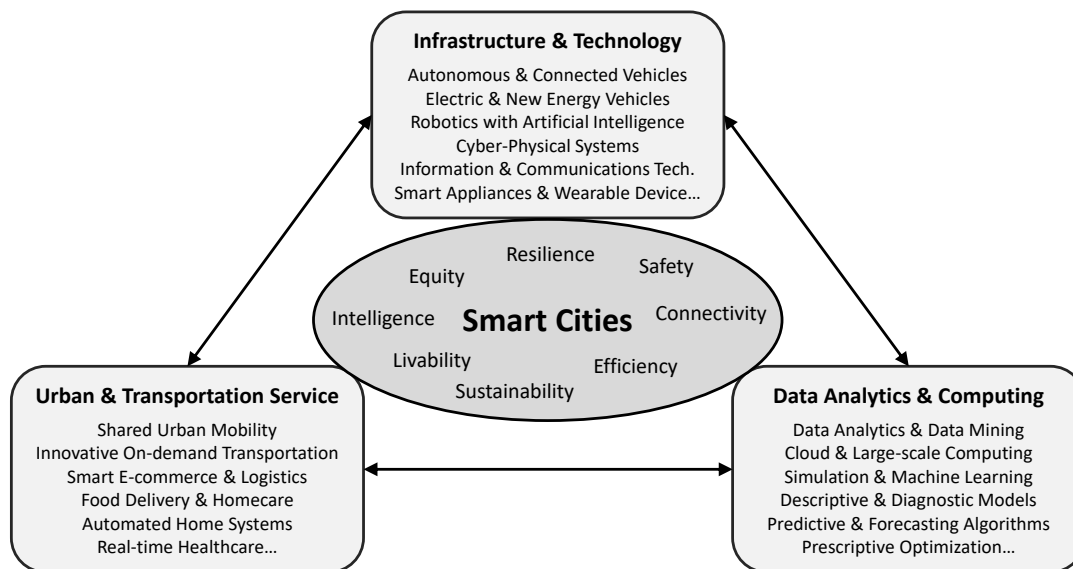 Infrastructure & Technology
Autonomous & Connected Vehicles
Electric & New Energy Vehicles
Robotics with Artificial Intelligence
Cyber-Physical Systems
Information & Communications Tech.
Smart Appliances & Wearable Device…
Resilience
Equity
Safety
Intelligence
Smart Cities
Connectivity
Livability
Efficiency
Sustainability
Urban & Transportation Service
Shared Urban Mobility
Innovative On-demand Transportation
Smart E-commerce & Logistics
Food Delivery & Homecare
Automated Home Systems
Real-time Healthcare…
Data Analytics & Computing
Data Analytics & Data Mining
Cloud & Large-scale Computing
Simulation & Machine Learning
Descriptive & Diagnostic Models
Predictive & Forecasting Algorithms
Prescriptive Optimization…